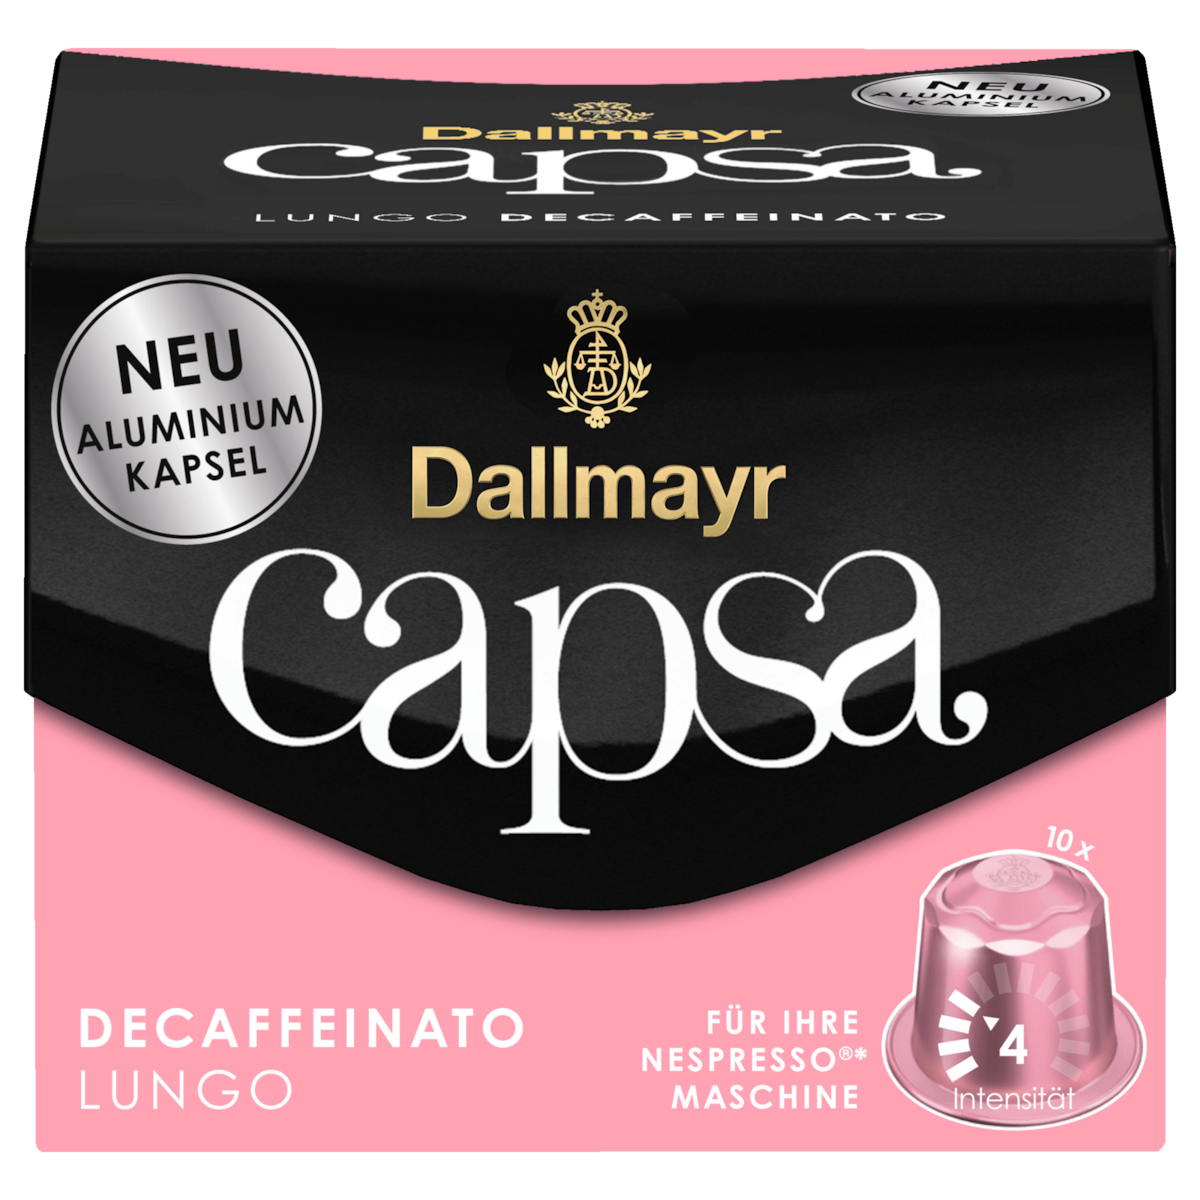 NEU
ALUMINIUM
KAPSEL
Dallmayr
capsa
LUNGO DECAFFEINATO
NEU
ALUMINIUM
KAPSEL
Dallmayr
capsa
10 x
DECAFFEINATO
LUNGO
FÜR IHRE
NESPRESSO®*
MASCHINE
4
Intensität